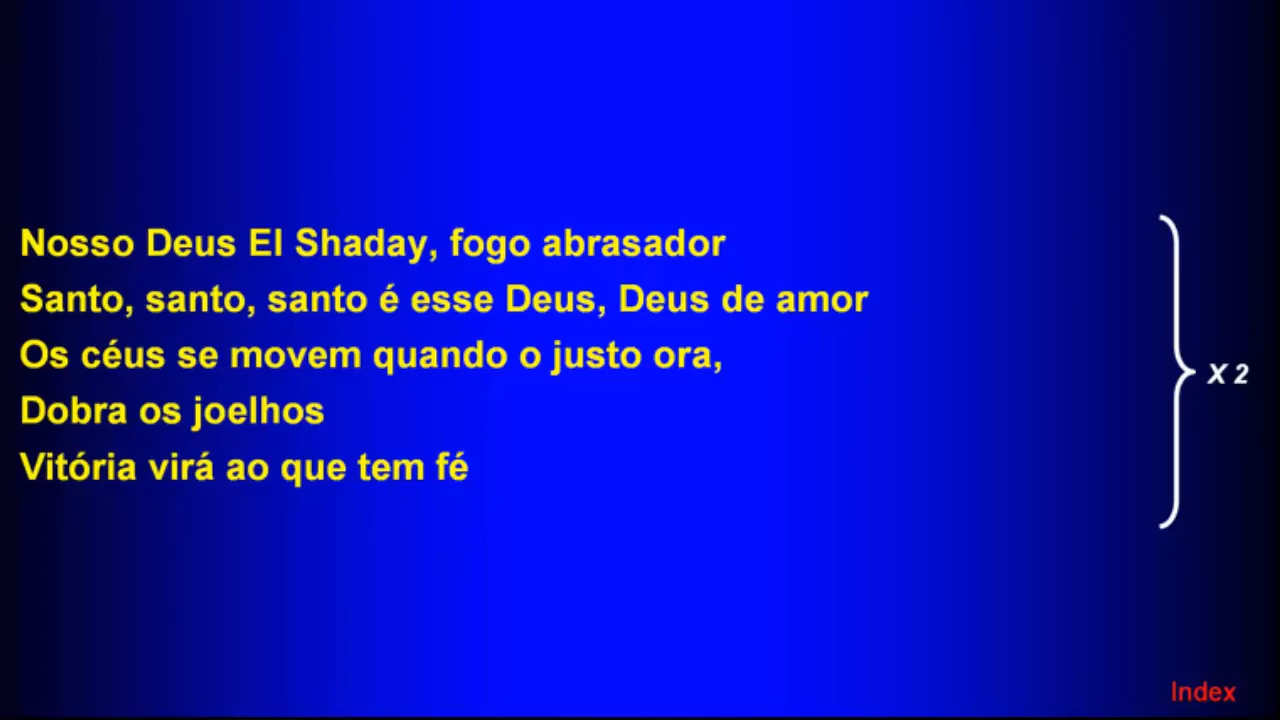 Nosso Deus El Shaday, fogo abrasador
Santo, santo, santo é esse Deus, Deus de amor
Os céus se movem quando o justo ora,
Dobra os joelhos
Vitória virá ao que tem fé
X 2
Index